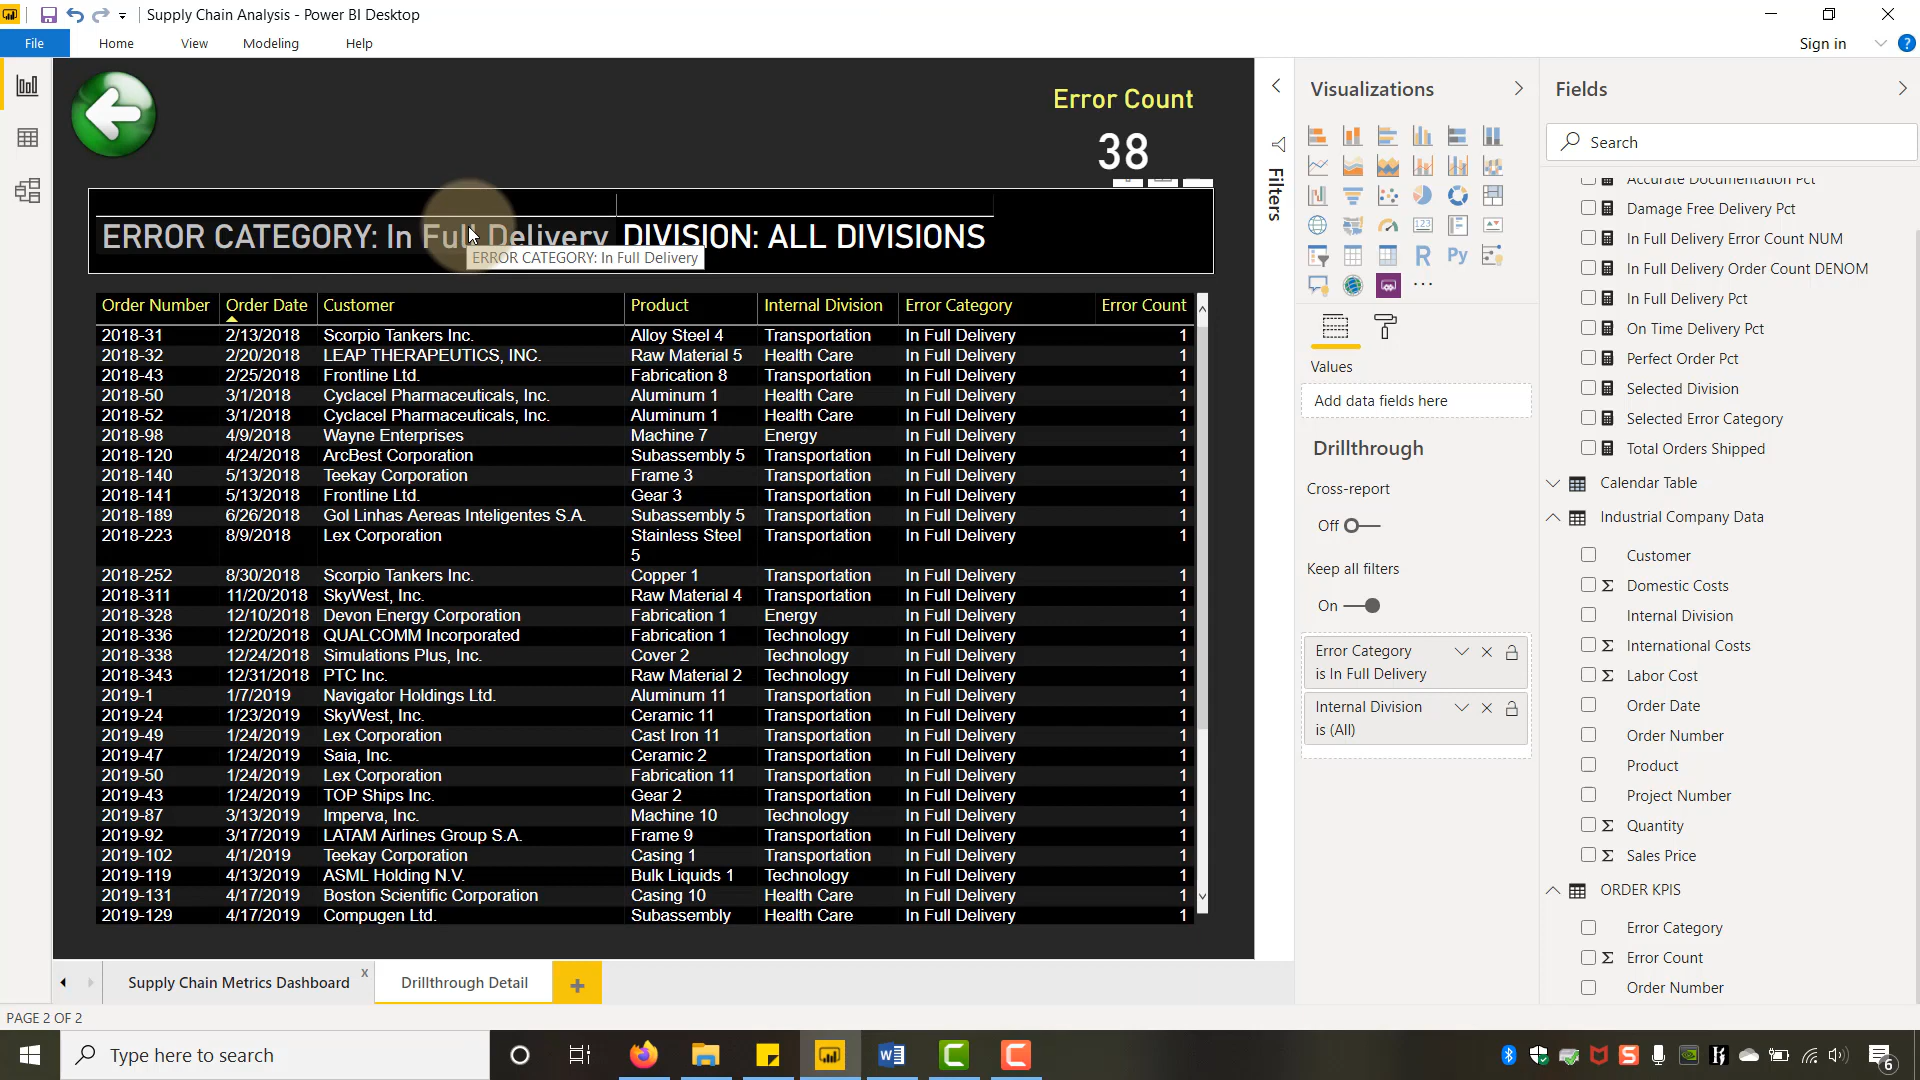 Supply Chain Analysis - Power BI Desktop
File Home View Modeling Help Sign in ?
Error Count
38
ERROR CATEGORY: In Full Delivery DIVISION: ALL DIVISIONS
ERROR CATEGORY: In Full Delivery
Order Number Order Date Customer Product Internal Division Error Category Error Count
2018-31 2/13/2018 Scorpio Tankers Inc. Alloy Steel 4 Transportation In Full Delivery 1
2018-32 2/20/2018 LEAP THERAPEUTICS, INC. Raw Material 5 Health Care In Full Delivery 1
2018-43 2/25/2018 Frontline Ltd. Fabrication 8 Transportation In Full Delivery 1
2018-50 3/1/2018 Cyclacel Pharmaceuticals, Inc. Aluminum 1 Health Care In Full Delivery 1
2018-52 3/1/2018 Cyclacel Pharmaceuticals, Inc. Aluminum 1 Health Care In Full Delivery 1
2018-98 4/9/2018 Wayne Enterprises Machine 7 Energy In Full Delivery 1
2018-120 4/24/2018 ArcBest Corporation Subassembly 5 Transportation In Full Delivery 1
2018-140 5/13/2018 Teekay Corporation Frame 3 Transportation In Full Delivery 1
2018-141 5/13/2018 Frontline Ltd. Gear 3 Transportation In Full Delivery 1
2018-189 6/26/2018 Gol Linhas Aereas Inteligentes S.A. Subassembly 5 Transportation In Full Delivery 1
2018-223 8/9/2018 Lex Corporation Stainless Steel Transportation In Full Delivery 1
5
2018-252 8/30/2018 Scorpio Tankers Inc. Copper 1 Transportation In Full Delivery 1
2018-311 11/20/2018 SkyWest, Inc. Raw Material 4 Transportation In Full Delivery 1
2018-328 12/10/2018 Devon Energy Corporation Fabrication 1 Energy In Full Delivery 1
2018-336 12/20/2018 QUALCOMM Incorporated Fabrication 1 Technology In Full Delivery 1
2018-338 12/24/2018 Simulations Plus, Inc. Cover 2 Technology In Full Delivery 1
2018-343 12/31/2018 PTC Inc. Raw Material 2 Technology In Full Delivery 1
2019-1 1/7/2019 Navigator Holdings Ltd. Aluminum 11 Transportation In Full Delivery 1
2019-24 1/23/2019 SkyWest, Inc. Ceramic 11 Transportation In Full Delivery 1
2019-49 1/24/2019 Lex Corporation Cast Iron 11 Transportation In Full Delivery 1
2019-47 1/24/2019 Saia, Inc. Ceramic 2 Transportation In Full Delivery 1
2019-50 1/24/2019 Lex Corporation Fabrication 11 Transportation In Full Delivery 1
2019-43 1/24/2019 TOP Ships Inc. Gear 2 Transportation In Full Delivery 1
2019-87 3/13/2019 Imperva, Inc. Machine 10 Technology In Full Delivery 1
2019-92 3/17/2019 LATAM Airlines Group S.A. Frame 9 Transportation In Full Delivery 1
2019-102 4/1/2019 Teekay Corporation Casing 1 Transportation In Full Delivery 1
2019-119 4/13/2019 ASML Holding N.V. Bulk Liquids 1 Technology In Full Delivery 1
2019-131 4/17/2019 Boston Scientific Corporation Casing 10 Health Care In Full Delivery 1
2019-129 4/17/2019 Compugen Ltd. Subassembly Health Care In Full Delivery 1
Supply Chain Metrics Dashboard x Drillthrough Detail +
PAGE 2 OF 2
Filters
Visualizations
R Py
...
Values
Add data fields here
Drillthrough
Cross-report
Off
Keep all filters
On
Error Category
is In Full Delivery
Internal Division
is (All)
Fields
Search
Accurate Documentation Pct
Damage Free Delivery Pct
In Full Delivery Error Count NUM
In Full Delivery Order Count DENOM
In Full Delivery Pct
On Time Delivery Pct
Perfect Order Pct
Selected Division
Selected Error Category
Total Orders Shipped
Calendar Table
Industrial Company Data
Customer
Σ Domestic Costs
Internal Division
Σ International Costs
Σ Labor Cost
Order Date
Order Number
Product
Project Number
Σ Quantity
Σ Sales Price
ORDER KPIS
Error Category
Σ Error Count
Order Number
Type here to search
6